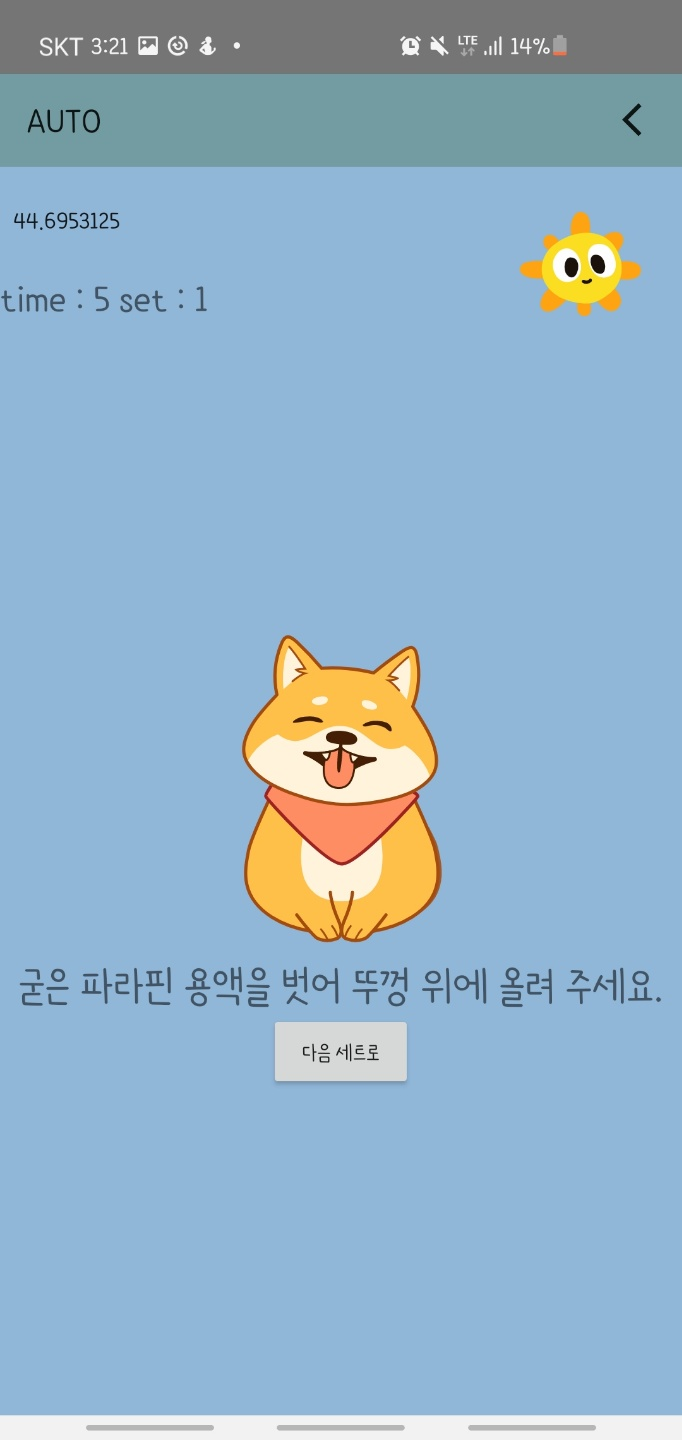 SKT 3:21 LTE 14%
AUTO
44.6953125
time : 5 set : 1
굳은 파라핀 용액을 벗어 뚜껑 위에 올려 주세요.
다음 세트로